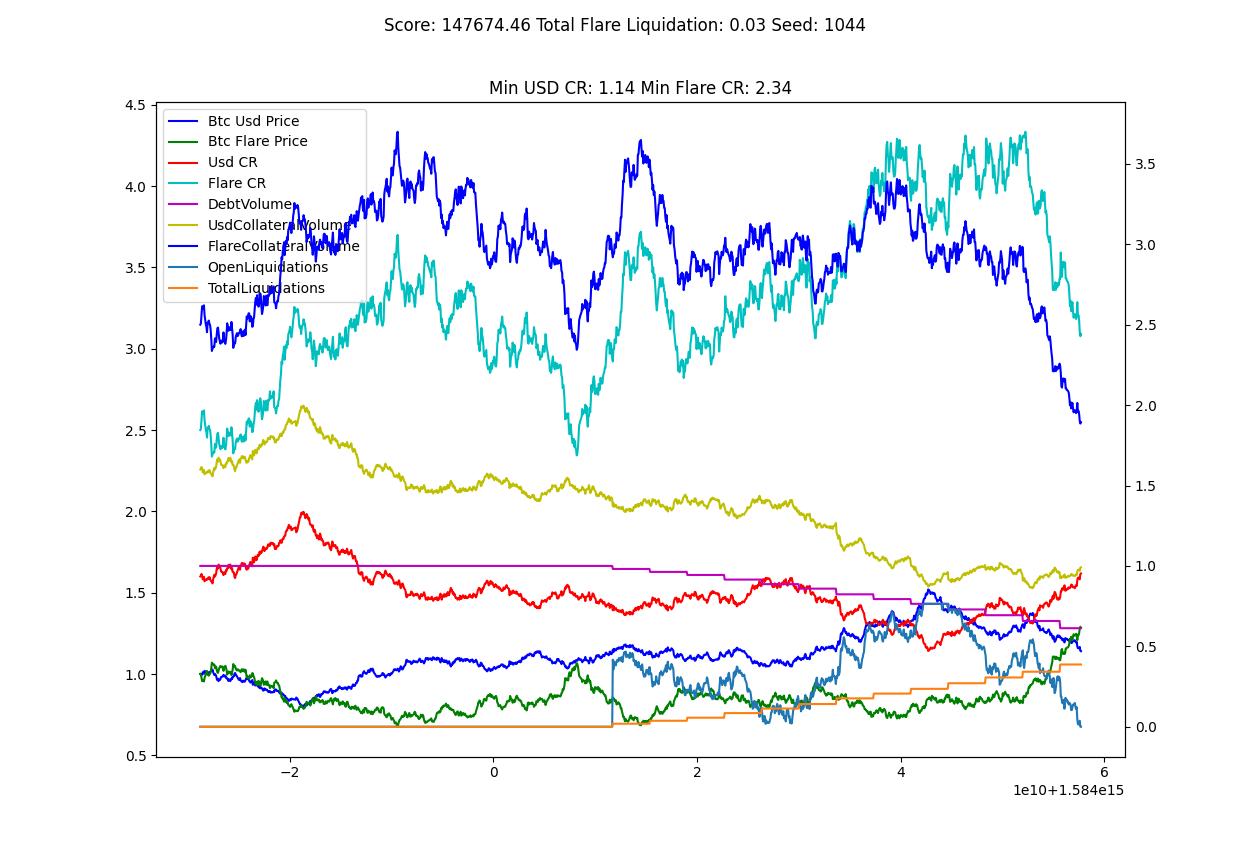 Score: 147674.46 Total Flare Liquidation: 0.03 Seed: 1044
Min USD CR: 1.14 Min Flare CR: 2.34
4.5
4.0
3.5
3.0
2.5
2.0
1.5
1.0
0.5
Btc Usd Price
Btc Flare Price
Usd CR
Flare CR
DebtVolume
UsdCollateralVolume
FlareCollateralVolume
OpenLiquidations
TotalLiquidations
3.5
3.0
2.5
2.0
1.5
1.0
0.5
0.0
−2 0 2 4 6
1e10+1.584e15